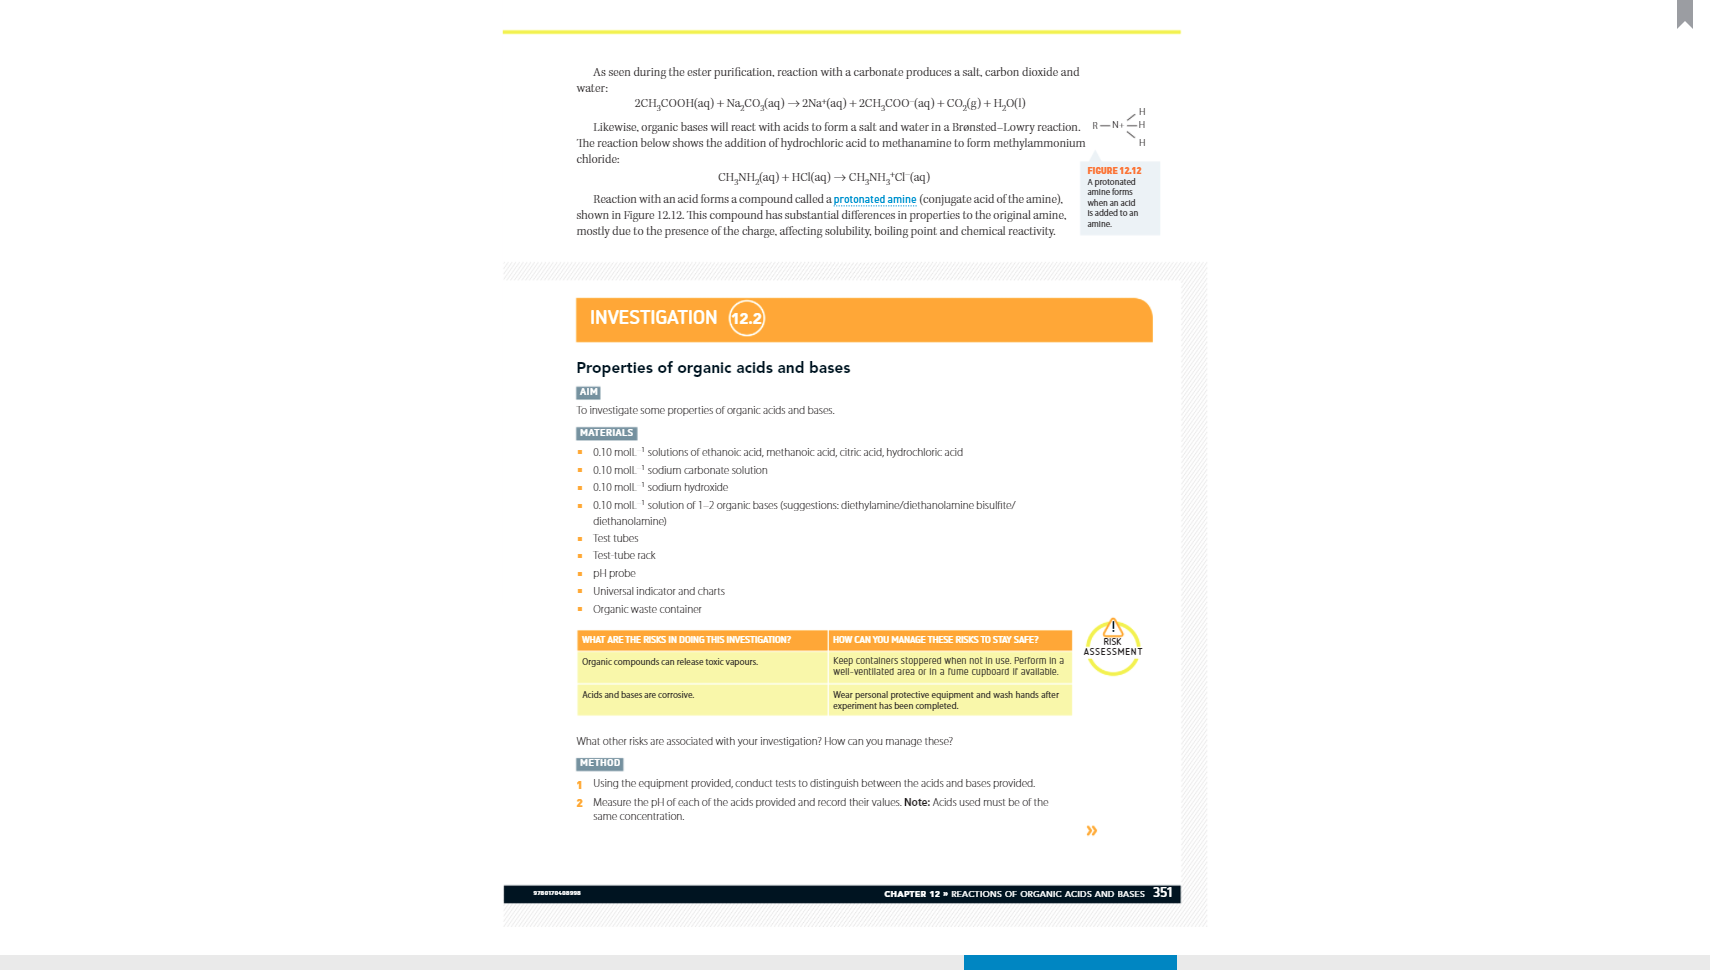 As seen during the ester purification, reaction with a carbonate produces a salt, carbon dioxide and
water:
2CH₃COOH(aq) + Na₂CO₃(aq) → 2Na⁺(aq) + 2CH₃COO⁻(aq) + CO₂(g) + H₂O(l)
Likewise, organic bases will react with acids to form a salt and water in a Brønsted–Lowry reaction.
The reaction below shows the addition of hydrochloric acid to methanamine to form methylammonium
chloride:
CH₃NH₂(aq) + HCl(aq) → CH₃NH₃⁺Cl⁻(aq)
Reaction with an acid forms a compound called a protonated amine (conjugate acid of the amine),
shown in Figure 12.12. This compound has substantial differences in properties to the original amine,
mostly due to the presence of the charge, affecting solubility, boiling point and chemical reactivity.
H
R—N+—H
H
FIGURE 12.12
A protonated
amine forms
when an acid
is added to an
amine.
INVESTIGATION 12.2
Properties of organic acids and bases
AIM
To investigate some properties of organic acids and bases.
MATERIALS
▪ 0.10 mol L⁻¹ solutions of ethanoic acid, methanoic acid, citric acid, hydrochloric acid
▪ 0.10 mol L⁻¹ sodium carbonate solution
▪ 0.10 mol L⁻¹ sodium hydroxide
▪ 0.10 mol L⁻¹ solution of 1–2 organic bases (suggestions: diethylamine/diethanolamine bisulfite/
diethanolamine)
▪ Test tubes
▪ Test-tube rack
▪ pH probe
▪ Universal indicator and charts
▪ Organic waste container
WHAT ARE THE RISKS IN DOING THIS INVESTIGATION? HOW CAN YOU MANAGE THESE RISKS TO STAY SAFE?
Organic compounds can release toxic vapours. Keep containers stoppered when not in use. Perform in a
well-ventilated area or in a fume cupboard if available.
Acids and bases are corrosive. Wear personal protective equipment and wash hands after
experiment has been completed.
!
RISK
ASSESSMENT
What other risks are associated with your investigation? How can you manage these?
METHOD
1 Using the equipment provided, conduct tests to distinguish between the acids and bases provided.
2 Measure the pH of each of the acids provided and record their values. Note: Acids used must be of the
same concentration.
»
9780170408998 CHAPTER 12 » REACTIONS OF ORGANIC ACIDS AND BASES 351